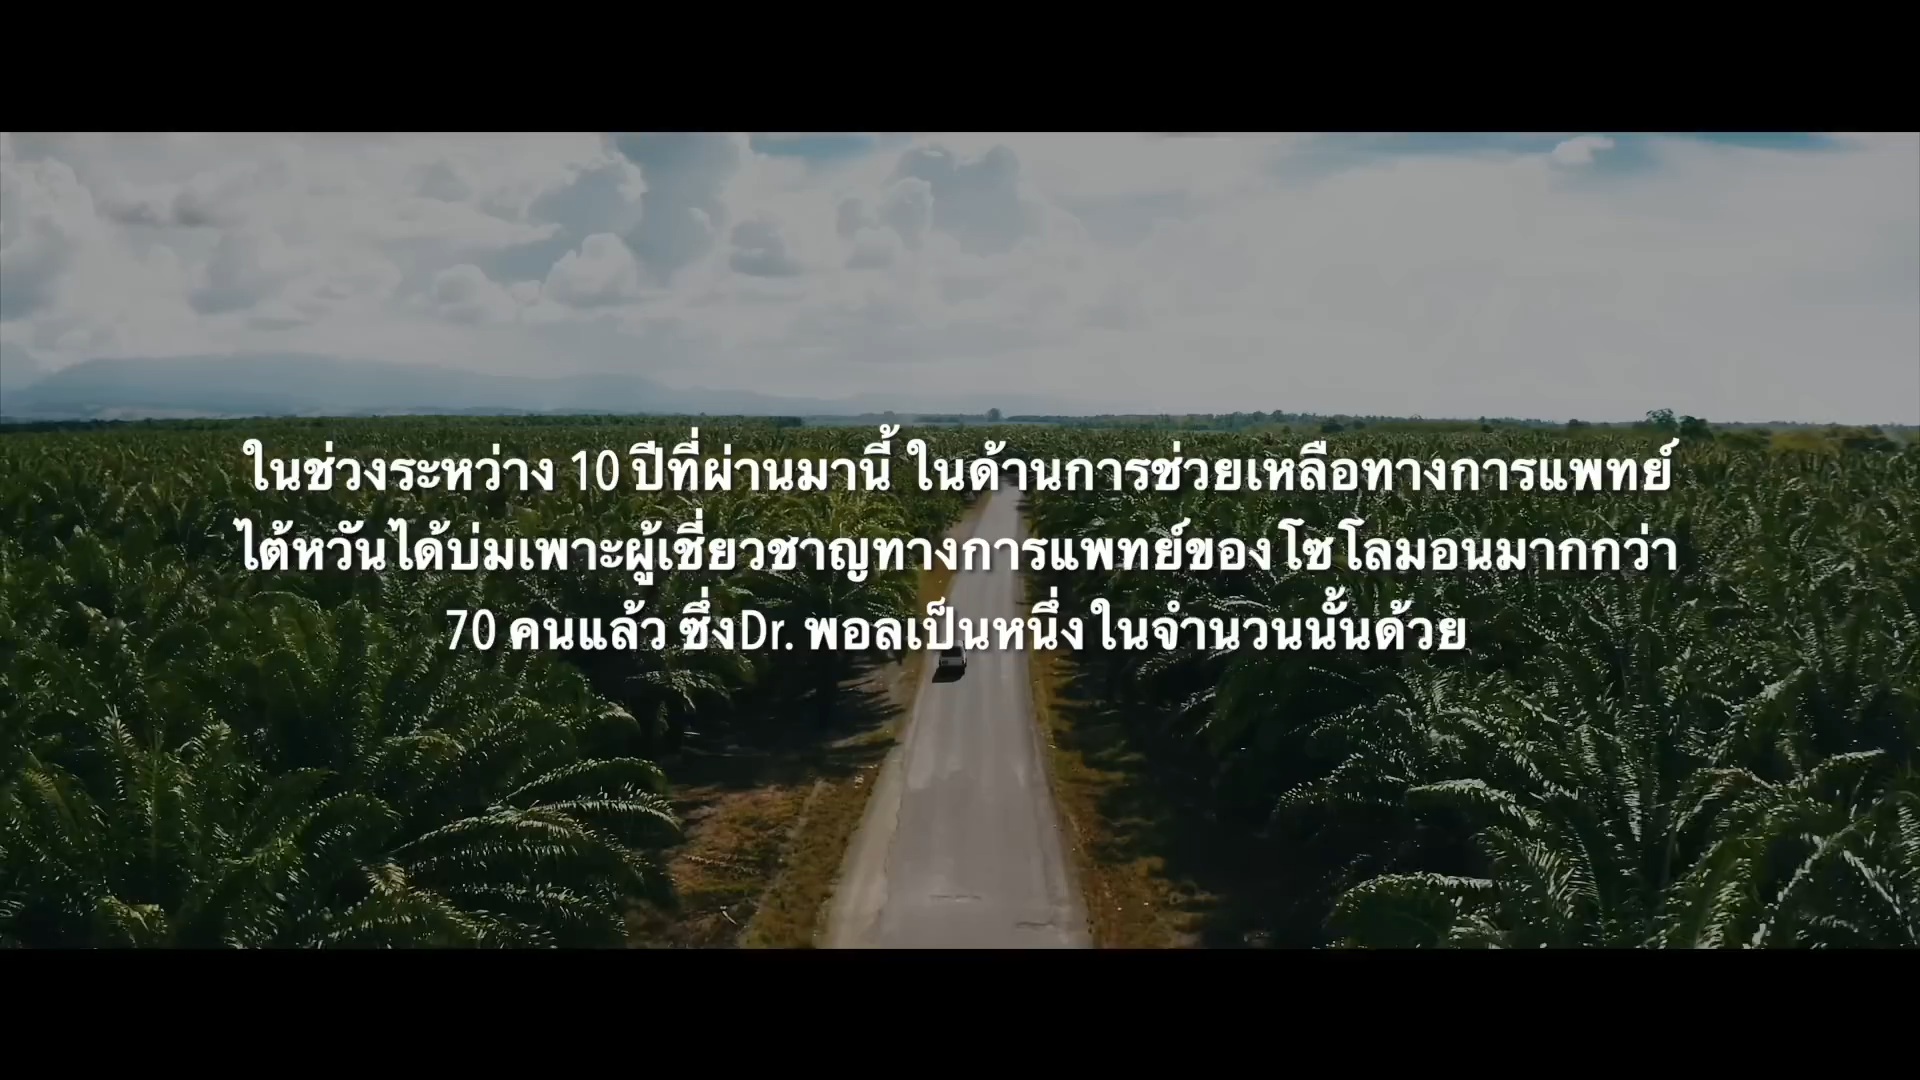 ในช่วงระหว่าง 10 ปีที่ผ่านมานี้ ในด้านการช่วยเหลือทางการแพทย์
ไต้หวันได้บ่มเพาะผู้เชี่ยวชาญทางการแพทย์ของโซโลมอนมากกว่า
70 คนแล้ว ซึ่งDr. พอลเป็นหนึ่งในจำนวนนั้นด้วย